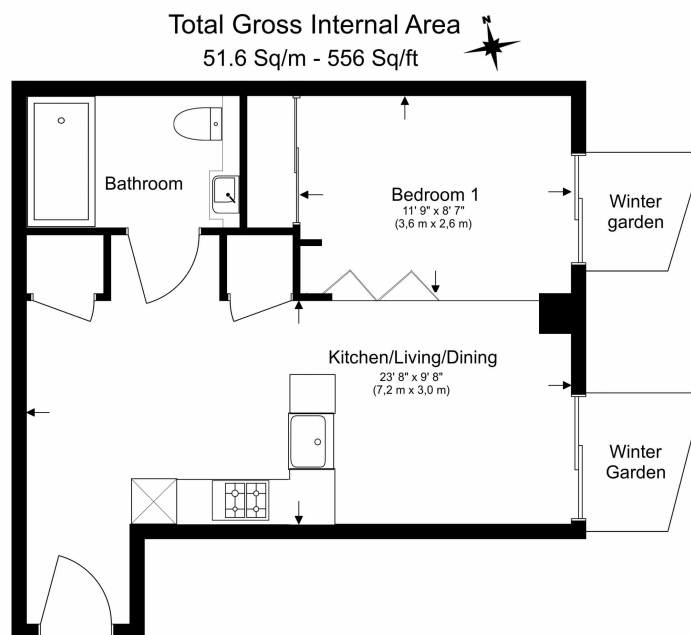 Total Gross Internal Area
N
51.6 Sq/m - 556 Sq/ft
Bathroom
Bedroom 1
11' 9" x 8' 7"
(3,6 m x 2,6 m)
Winter
garden
Kitchen/Living/Dining
23' 8" x 9' 8"
(7,2 m x 3,0 m)
Winter
Garden